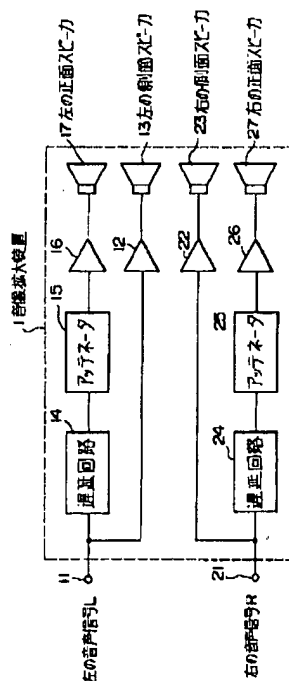 1 音像拡大装置
17 左の正面スピーカ
13 左の側面スピーカ
23 右の側面スピーカ
27 右の正面スピーカ
16
12
22
26
15
アッテネータ
25
アッテネータ
14
遅延回路
24
遅延回路
11
21
左の音声信号L
右の音声信号R